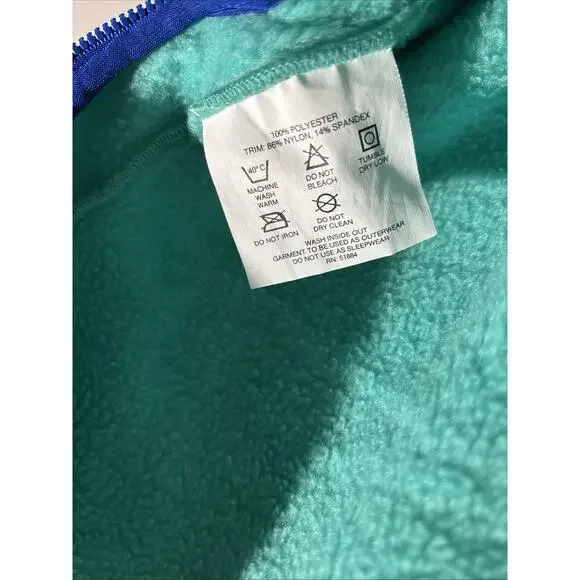 100% POLYESTER
TRIM: 86% NYLON, 14% SPANDEX
40°C
MACHINE
WASH
WARM
DO NOT
BLEACH
TUMBLE
DRY-LOW
DO NOT IRON
DO NOT
DRY CLEAN
WASH INSIDE OUT
GARMENT TO BE USED AS OUTERWEAR
DO NOT USE AS SLEEPWEAR
RN: 51884